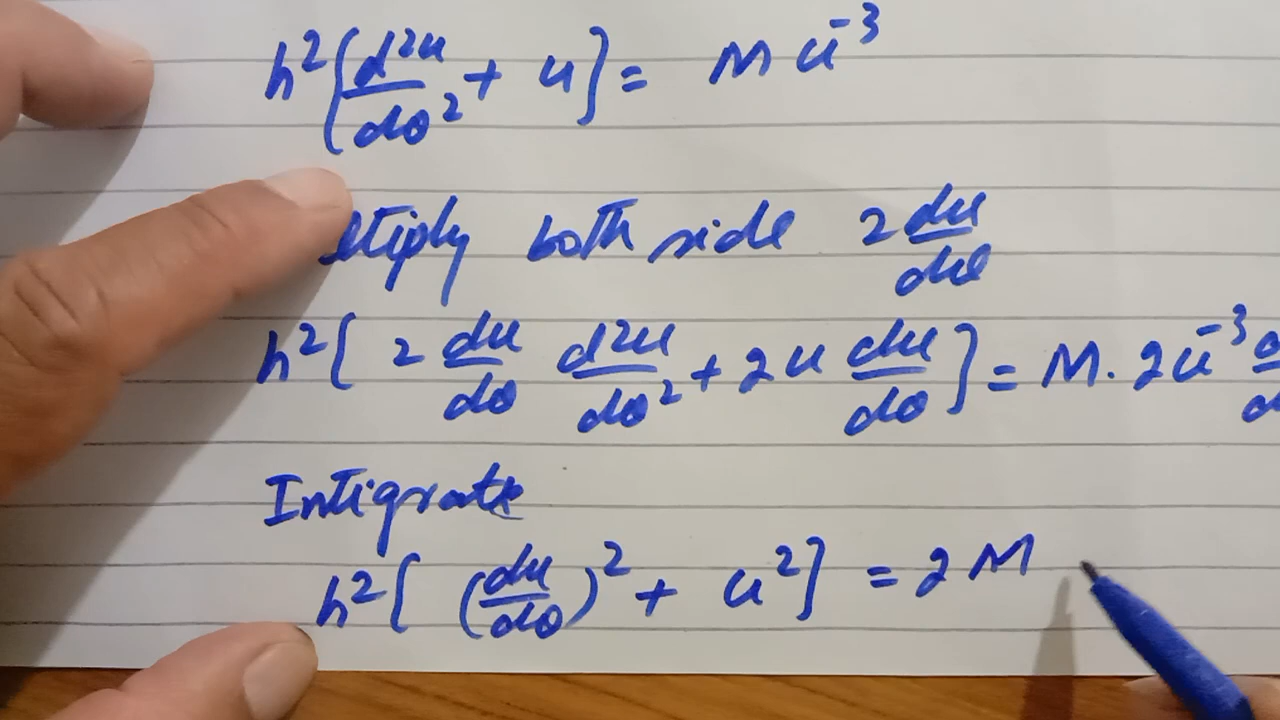 h²{d²u/dθ² + u} = M u⁻³
ltiply both side 2 du/dθ
h²{ 2 du/dθ d²u/dθ² + 2u du/dθ } = M. 2u⁻³ d
Intigrate
h²{ (du/dθ)² + u² } = 2M